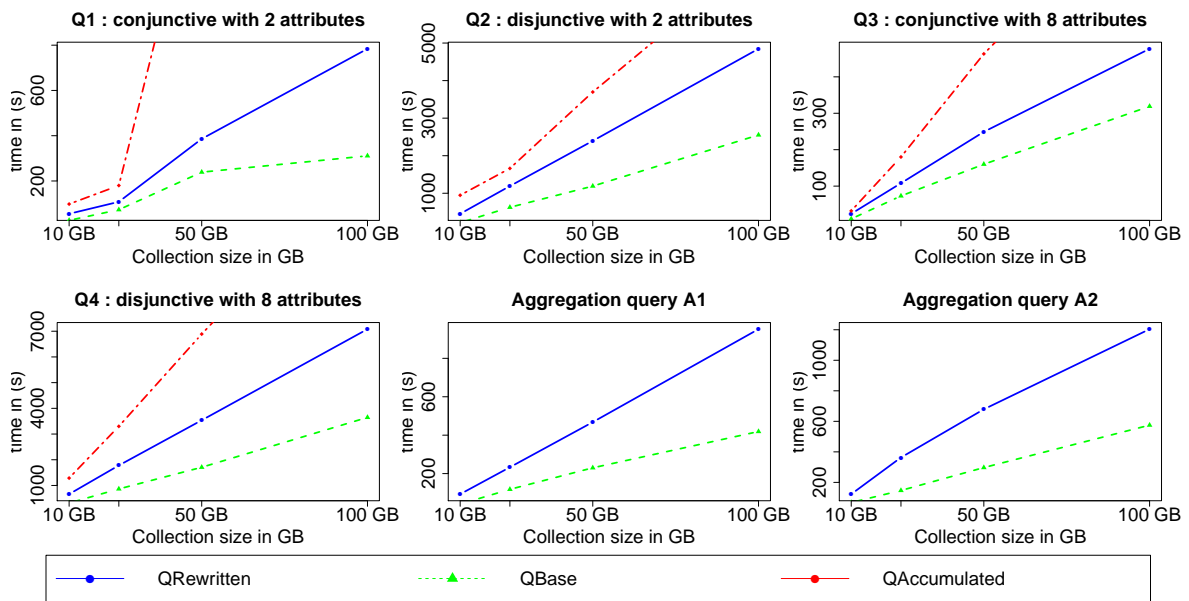 Q1 : conjunctive with 2 attributes
time in (s)
200
600
10 GB
50 GB
100 GB
Collection size in GB
Q2 : disjunctive with 2 attributes
time in (s)
1000
3000
5000
10 GB
50 GB
100 GB
Collection size in GB
Q3 : conjunctive with 8 attributes
time in (s)
100
300
10 GB
50 GB
100 GB
Collection size in GB
Q4 : disjunctive with 8 attributes
time in (s)
1000
4000
7000
10 GB
50 GB
100 GB
Collection size in GB
Aggregation query A1
time in (s)
200
600
10 GB
50 GB
100 GB
Collection size in GB
Aggregation query A2
time in (s)
200
600
1000
10 GB
50 GB
100 GB
Collection size in GB
QRewritten
QBase
QAccumulated